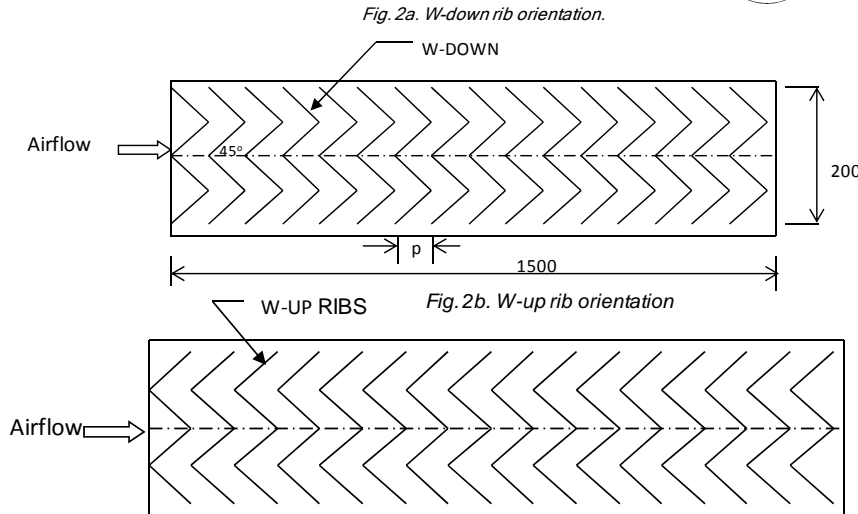 Fig. 2a. W-down rib orientation.
W-DOWN
Airflow
45°
200
p
1500
W-UP RIBS
Fig. 2b. W-up rib orientation
Airflow